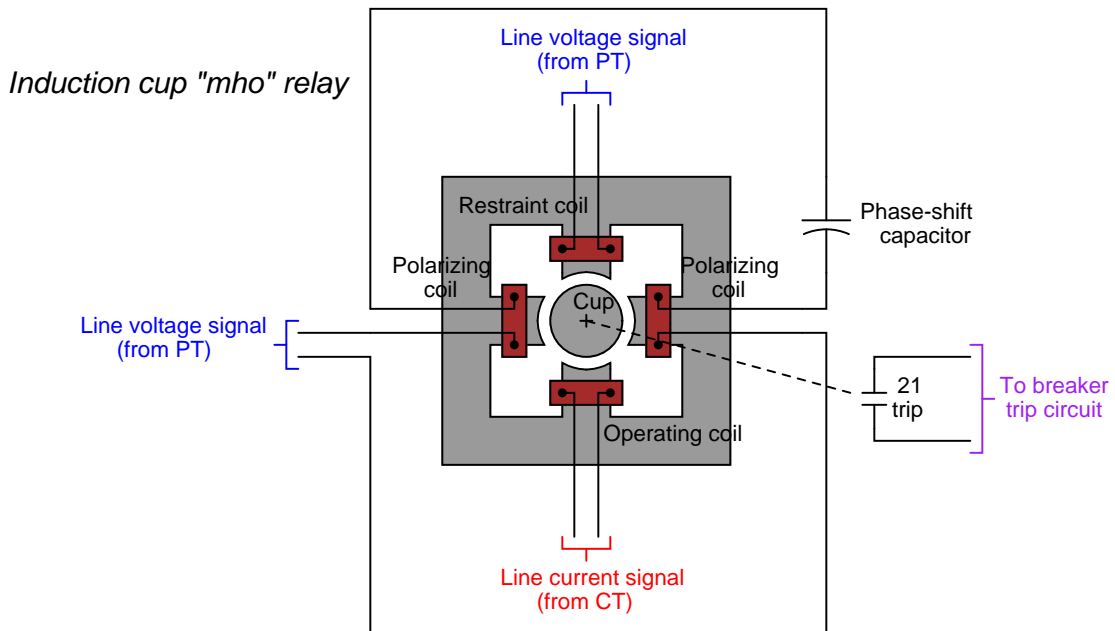 Induction cup "mho" relay
Line voltage signal
(from PT)
Restraint coil
Phase-shift
capacitor
Polarizing
coil
Polarizing
coil
Cup
Line voltage signal
(from PT)
21
trip
To breaker
trip circuit
Operating coil
Line current signal
(from CT)